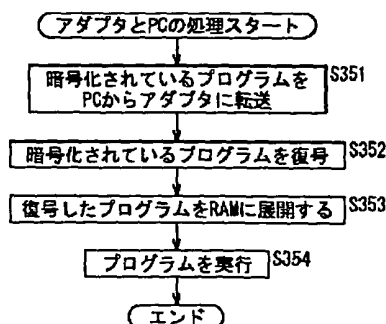 アダプタとPCの処理スタート
暗号化されているプログラムを
PCからアダプタに転送
S351
暗号化されているプログラムを復号
S352
復号したプログラムをRAMに展開する
S353
プログラムを実行
S354
エンド